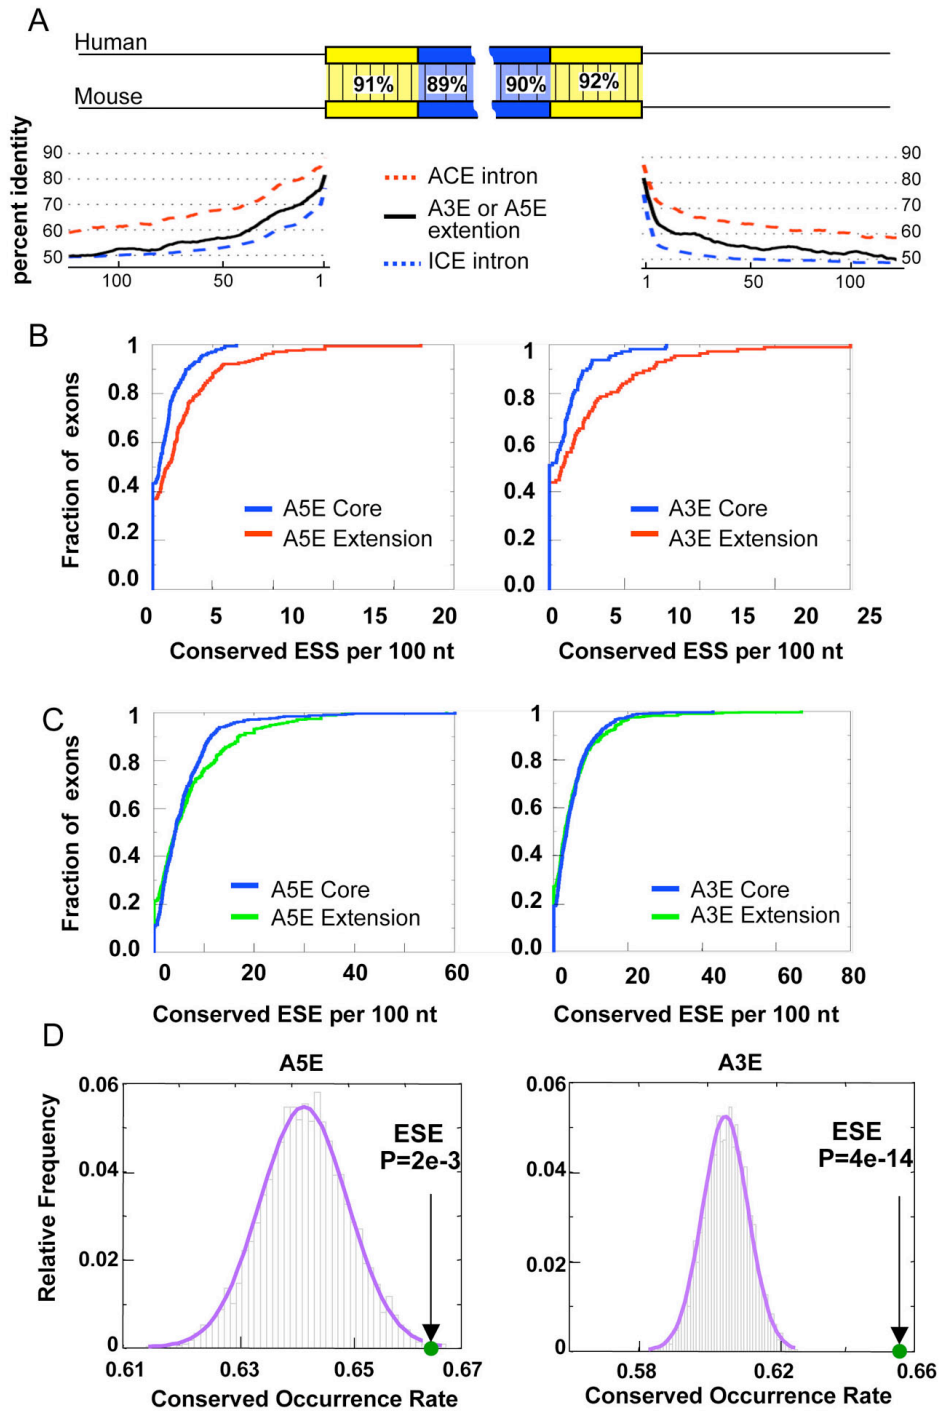 A
Human
91% 89% 90% 92%
Mouse
percent identity
90
80
70
60
50
100 50 1
ACE intron
A3E or A5E
extention
ICE intron
90
80
70
60
50
1 50 100
B
Fraction of exons
1
0.8
0.6
0.4
0.2
0.0
A5E Core
A5E Extension
0 5 10 15 20
Conserved ESS per 100 nt
1
0.8
0.6
0.4
0.2
0.0
A3E Core
A3E Extension
0 5 10 15 20 25
Conserved ESS per 100 nt
C
Fraction of exons
1
0.8
0.6
0.4
0.2
0.0
A5E Core
A5E Extension
0 20 40 60
Conserved ESE per 100 nt
1
0.8
0.6
0.4
0.2
0.0
A3E Core
A3E Extension
0 20 40 60 80
Conserved ESE per 100 nt
D
A5E
Relative Frequency
0.06
0.04
0.02
0
ESE
P=2e-3
0.61 0.63 0.65 0.67
Conserved Occurrence Rate
A3E
0.06
0.04
0.02
0
ESE
P=4e-14
0.58 0.62 0.66
Conserved Occurrence Rate